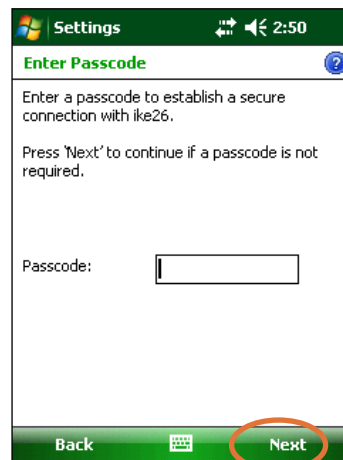 Settings 2:50
Enter Passcode ?
Enter a passcode to establish a secure
connection with ike26.
Press 'Next' to continue if a passcode is not
required.
Passcode:
Back Next